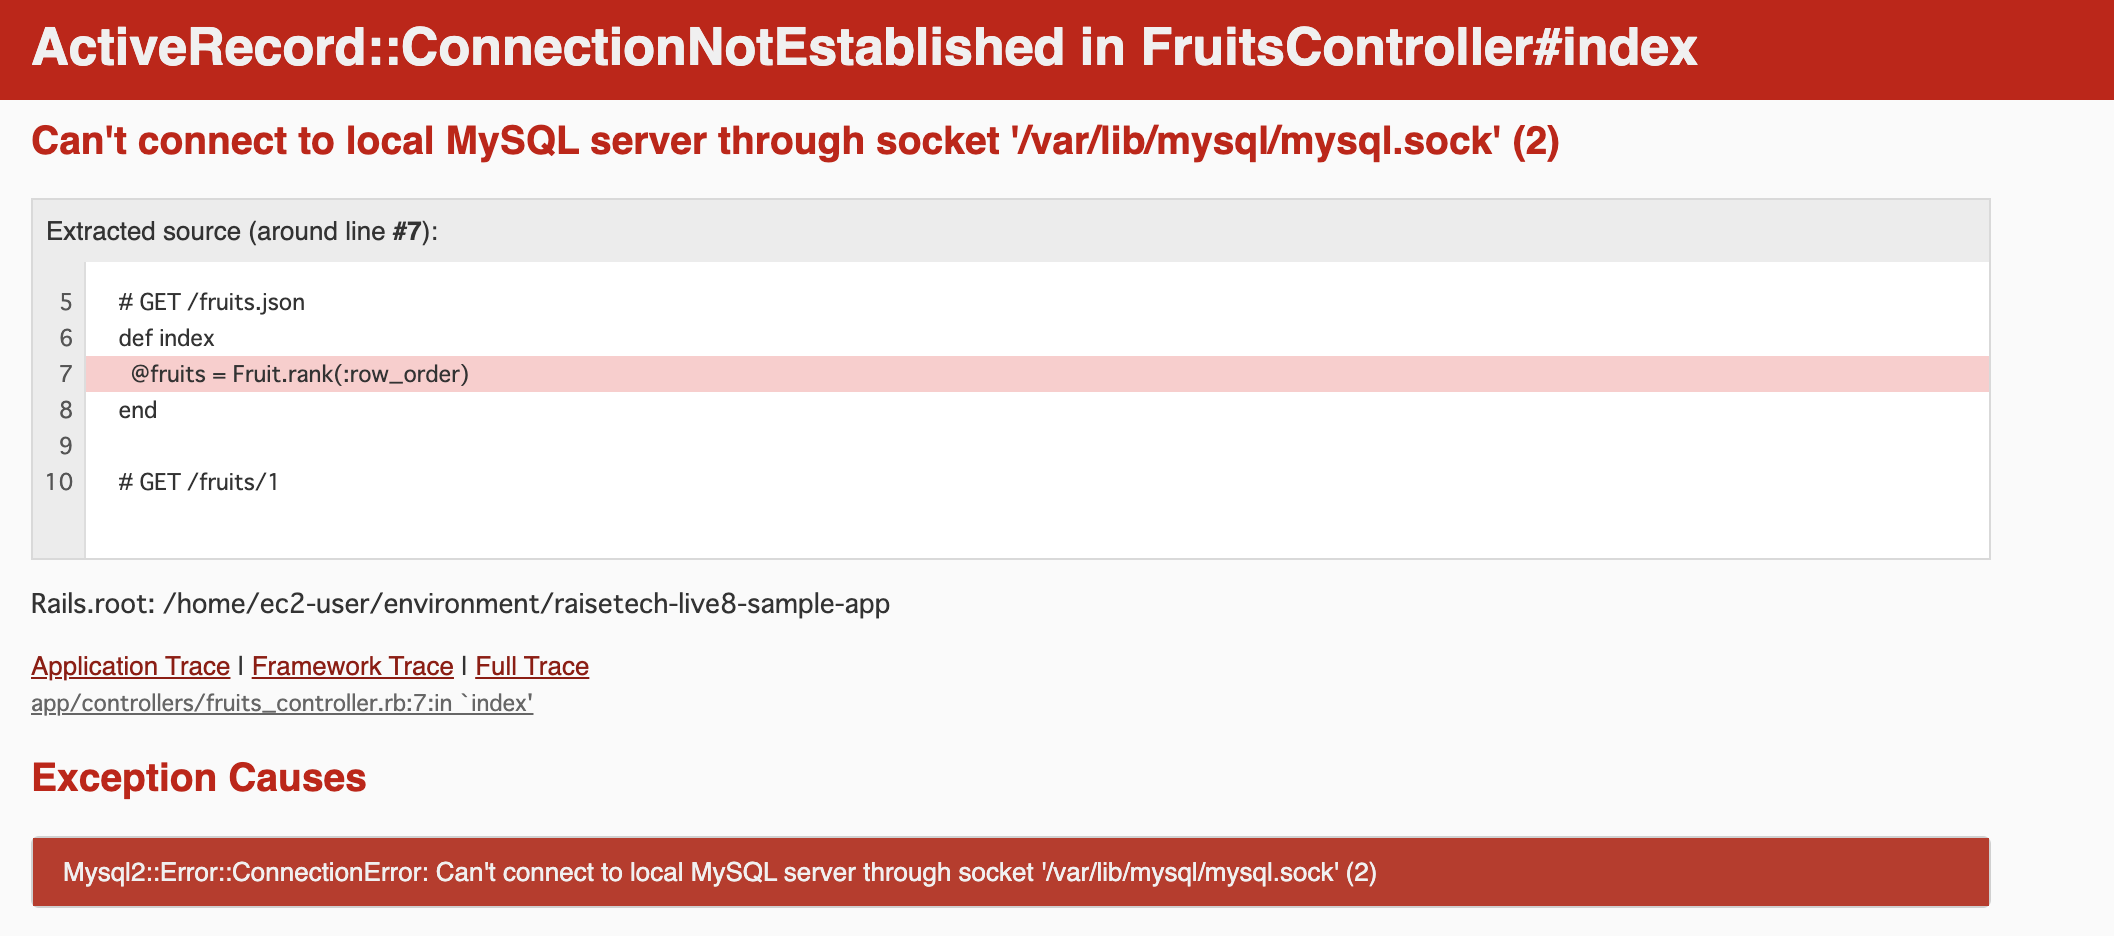 ActiveRecord::ConnectionNotEstablished in FruitsController#index
Can't connect to local MySQL server through socket '/var/lib/mysql/mysql.sock' (2)
Extracted source (around line #7):
5 # GET /fruits.json
6 def index
7 @fruits = Fruit.rank(:row_order)
8 end
9
10 # GET /fruits/1
Rails.root: /home/ec2-user/environment/raisetech-live8-sample-app
Application Trace | Framework Trace | Full Trace
app/controllers/fruits_controller.rb:7:in `index'
Exception Causes
Mysql2::Error::ConnectionError: Can't connect to local MySQL server through socket '/var/lib/mysql/mysql.sock' (2)